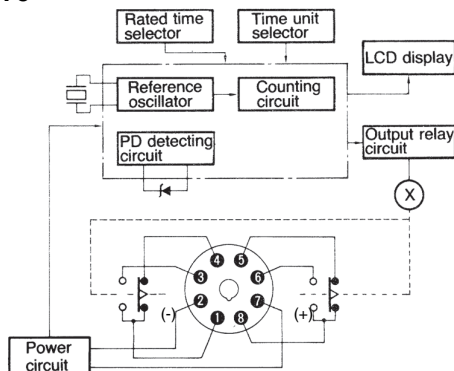 Rated time
selector
Time unit
selector
LCD display
Reference
oscillator
Counting
circuit
PD detecting
circuit
Output relay
circuit
X
4
5
3
6
2
7
1
8
(-)
(+)
Power
circuit